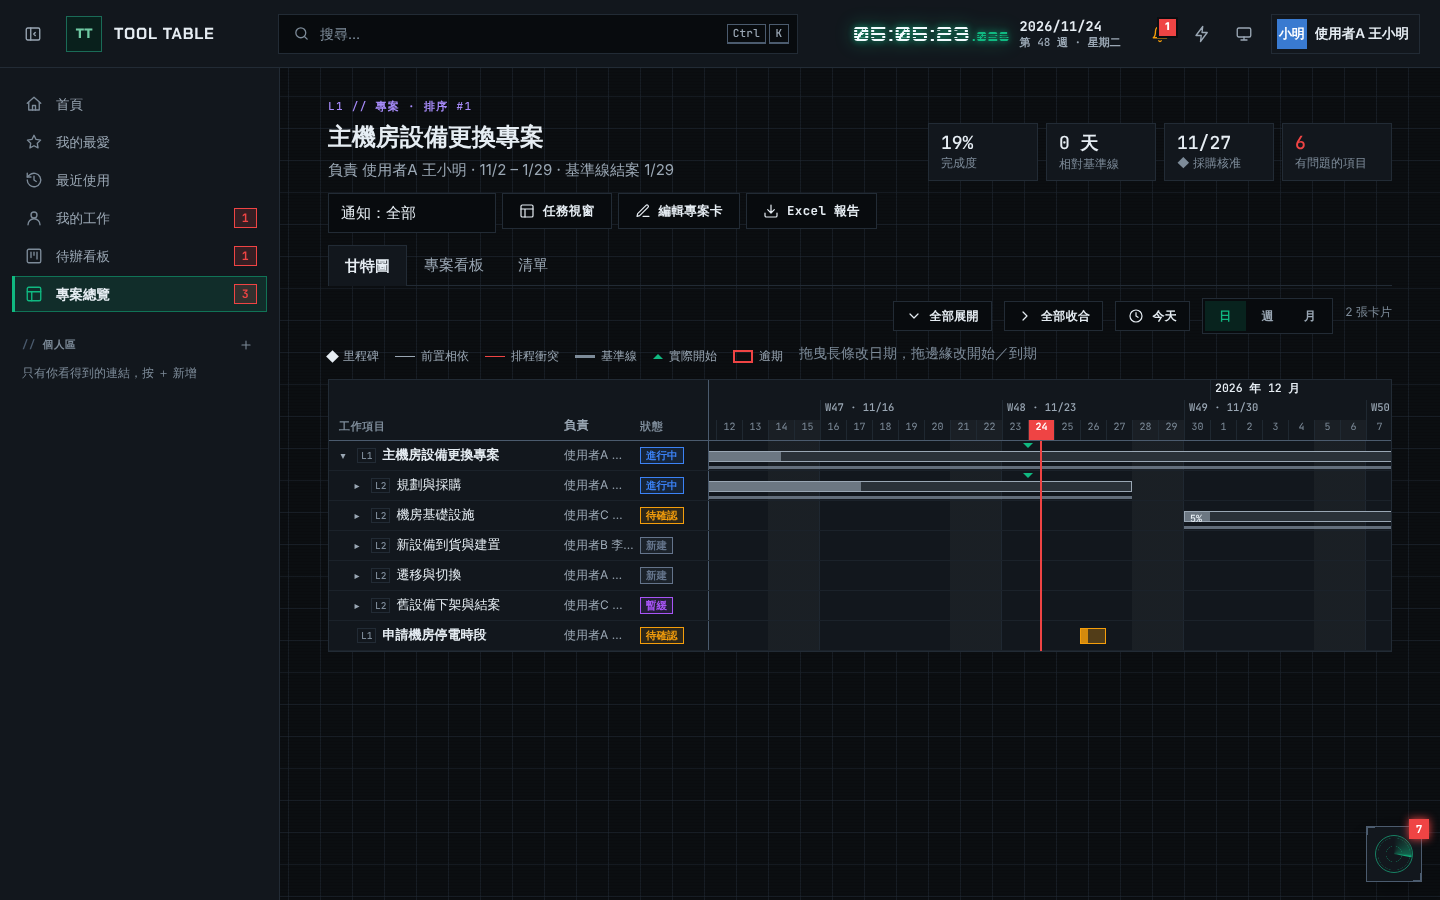 TT TOOL TABLE
搜尋... Ctrl K
05:05:23
2026/11/24
第 48 週 · 星期二
1
小明 使用者A 王小明
首頁
我的最愛
最近使用
我的工作 1
待辦看板 1
專案總覽 3
// 個人區 +
只有你看得到的連結，按 + 新增
L1 // 專案 · 排序 #1
主機房設備更換專案
負責 使用者A 王小明 · 11/2 – 1/29 · 基準線結案 1/29
19% 完成度
0 天 相對基準線
11/27 ◆ 採購核准
6 有問題的項目
通知：全部 任務視窗 編輯專案卡 Excel 報告
甘特圖 專案看板 清單
全部展開 全部收合 今天 日 週 月 2 張卡片
里程碑 前置相依 排程衝突 基準線 實際開始 逾期 拖曳長條改日期，拖邊緣改開始／到期
2026 年 12 月
W47 · 11/16 W48 · 11/23 W49 · 11/30 W50
工作項目 負責 狀態 12 13 14 15 16 17 18 19 20 21 22 23 24 25 26 27 28 29 30 1 2 3 4 5 6 7
▾ L1 主機房設備更換專案 使用者A ... 進行中
▸ L2 規劃與採購 使用者A ... 進行中
▸ L2 機房基礎設施 使用者C ... 待確認 5%
▸ L2 新設備到貨與建置 使用者B 李... 新建
▸ L2 遷移與切換 使用者A ... 新建
▸ L2 舊設備下架與結案 使用者C ... 暫緩
L1 申請機房停電時段 使用者A ... 待確認
7